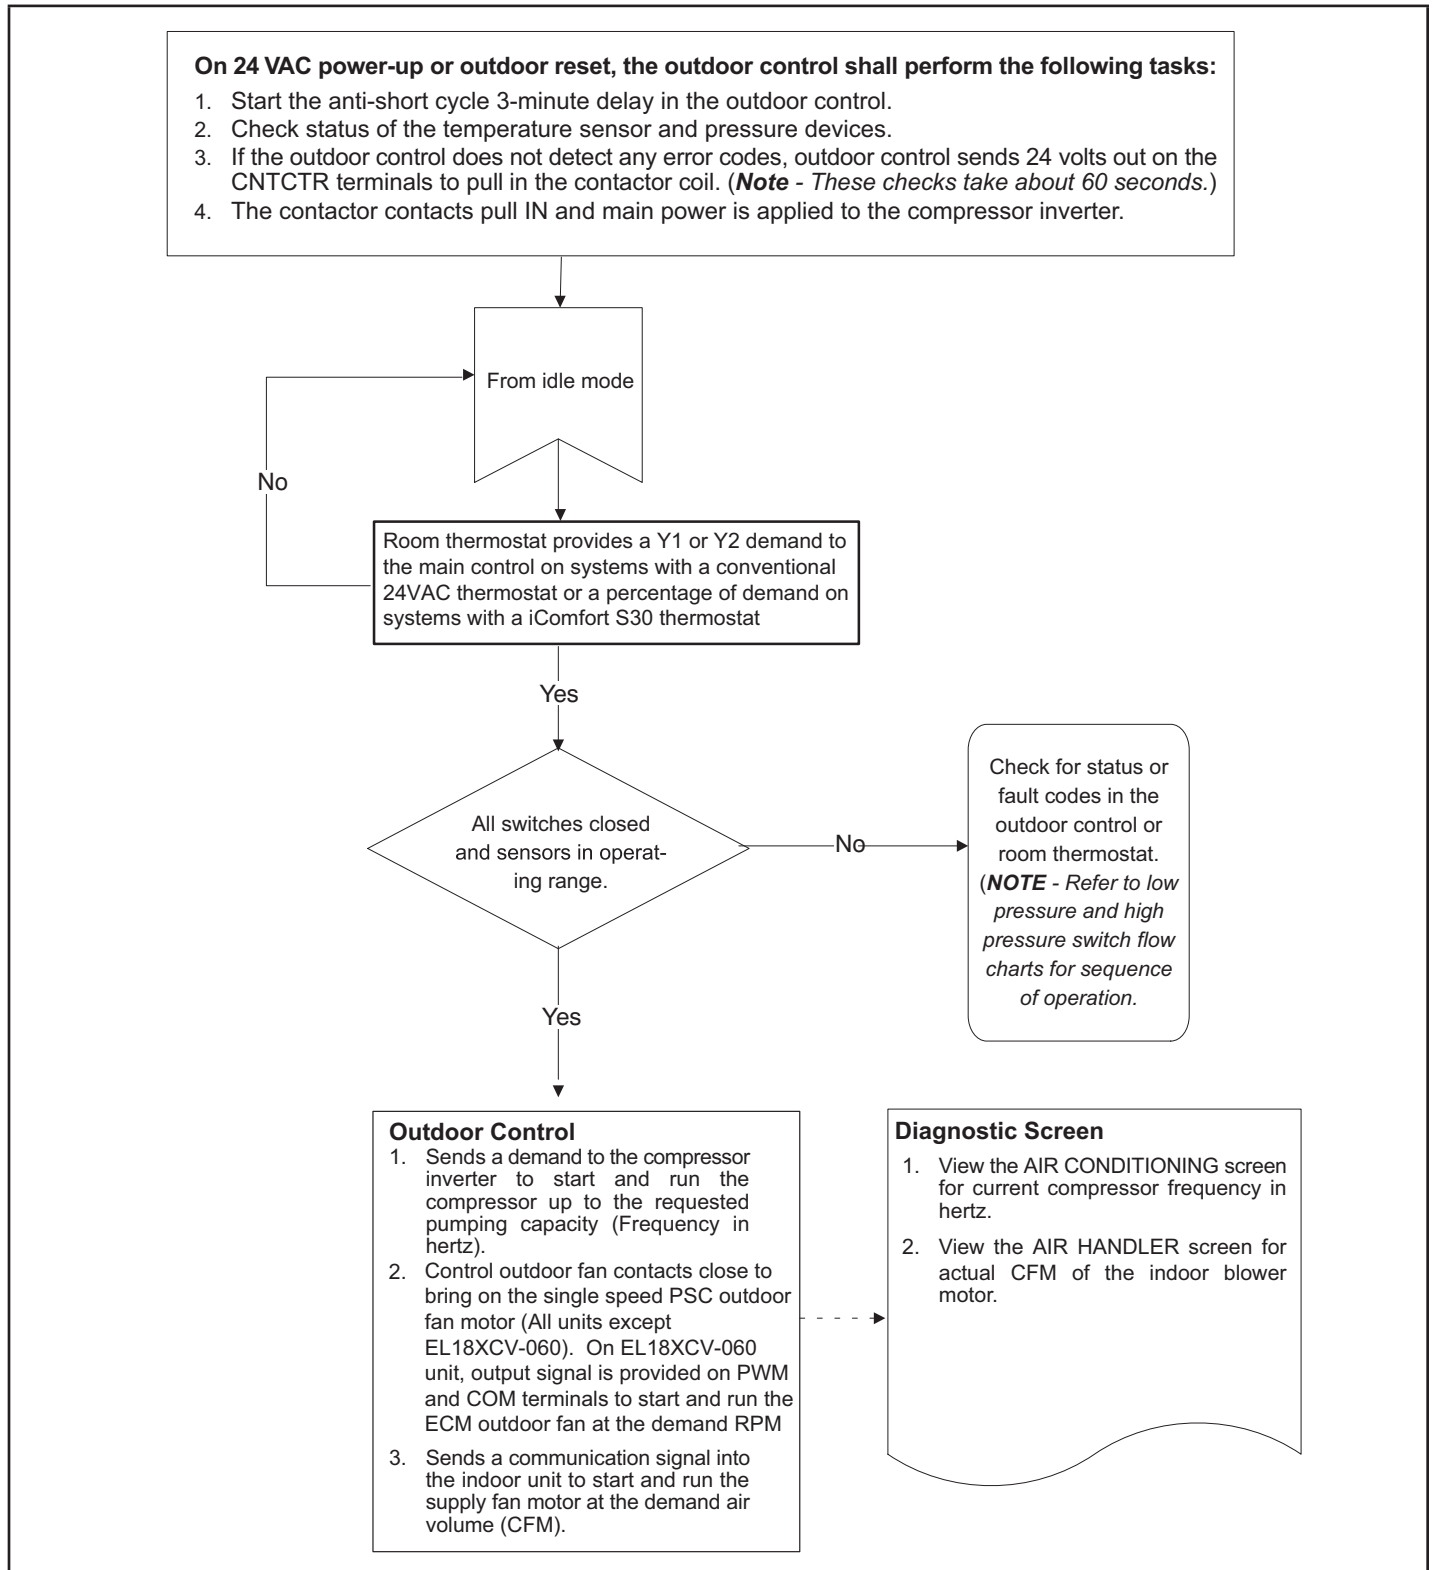 On 24 VAC power-up or outdoor reset, the outdoor control shall perform the following tasks:
1. Start the anti-short cycle 3-minute delay in the outdoor control.
2. Check status of the temperature sensor and pressure devices.
3. If the outdoor control does not detect any error codes, outdoor control sends 24 volts out on the
CNTCTR terminals to pull in the contactor coil. (Note - These checks take about 60 seconds.)
4. The contactor contacts pull IN and main power is applied to the compressor inverter.
From idle mode
No
Room thermostat provides a Y1 or Y2 demand to
the main control on systems with a conventional
24VAC thermostat or a percentage of demand on
systems with a iComfort S30 thermostat
Yes
All switches closed
and sensors in operat-
ing range.
No
Check for status or
fault codes in the
outdoor control or
room thermostat.
(NOTE - Refer to low
pressure and high
pressure switch flow
charts for sequence
of operation.
Yes
Outdoor Control
1. Sends a demand to the compressor
inverter to start and run the
compressor up to the requested
pumping capacity (Frequency in
hertz).
2. Control outdoor fan contacts close to
bring on the single speed PSC outdoor
fan motor (All units except
EL18XCV-060). On EL18XCV-060
unit, output signal is provided on PWM
and COM terminals to start and run the
ECM outdoor fan at the demand RPM
3. Sends a communication signal into
the indoor unit to start and run the
supply fan motor at the demand air
volume (CFM).
Diagnostic Screen
1. View the AIR CONDITIONING screen
for current compressor frequency in
hertz.
2. View the AIR HANDLER screen for
actual CFM of the indoor blower
motor.